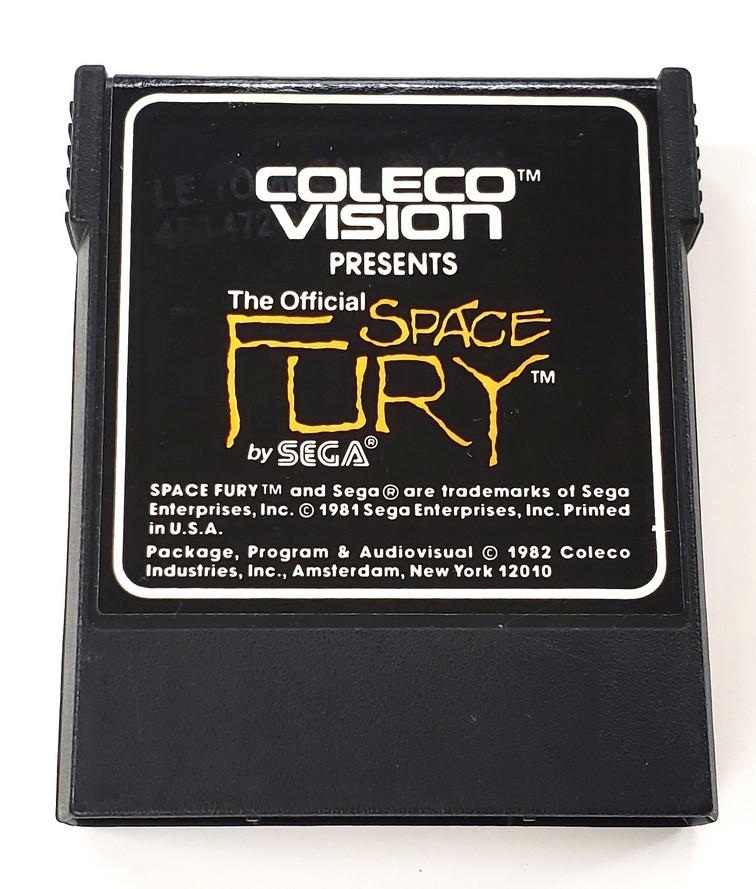 COLECO™
VISION
PRESENTS
The Official SPACE
FURY™
by SEGA®
SPACE FURY™ and Sega® are trademarks of Sega
Enterprises, Inc. © 1981 Sega Enterprises, Inc. Printed
in U.S.A.
Package, Program & Audiovisual © 1982 Coleco
Industries, Inc., Amsterdam, New York 12010